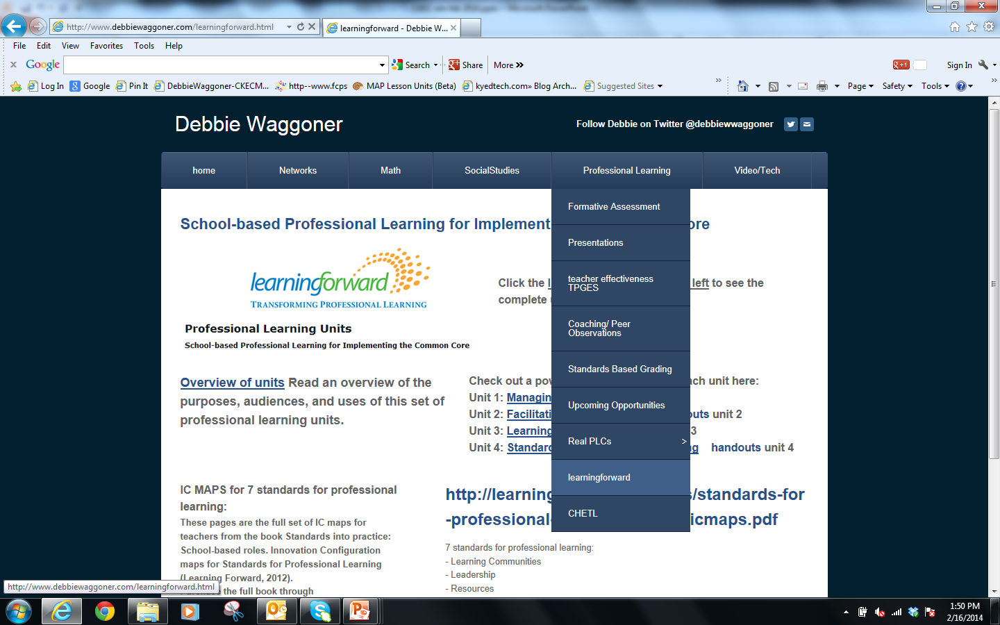 http://www.debbiewaggoner.com/learningforward.html
learningforward - Debbie W...
File Edit View Favorites Tools Help
x Google Search Share More »
+1 Sign In
Log In Google Pin It DebbieWaggoner-CKECM... http--www.fcps MAP Lesson Units (Beta) kyedtech.com» Blog Arch... Suggested Sites
Page Safety Tools
Debbie Waggoner
Follow Debbie on Twitter @debbiewwaggoner
home Networks Math SocialStudies Professional Learning Video/Tech
Formative Assessment
Presentations
teacher effectiveness
TPGES
Coaching/ Peer
Observations
Standards Based Grading
Upcoming Opportunities
Real PLCs >
learningforward
CHETL
School-based Professional Learning for Implement ore
learningforward
TRANSFORMING PROFESSIONAL LEARNING
Professional Learning Units
School-based Professional Learning for Implementing the Common Core
Click the left to see the
complete
Overview of units Read an overview of the
purposes, audiences, and uses of this set of
professional learning units.
Check out a pow ach unit here:
Unit 1: Managin
Unit 2: Facilitati outs unit 2
Unit 3: Learning 3
Unit 4: Standard ng handouts unit 4
IC MAPS for 7 standards for professional
learning:
These pages are the full set of IC maps for
teachers from the book Standards into practice:
School-based roles. Innovation Configuration
maps for Standards for Professional Learning
(Learning Forward, 2012).
the full book through
http://learning s/standards-for
-professional- icmaps.pdf
7 standards for professional learning:
- Learning Communities
- Leadership
- Resources
http://www.debbiewaggoner.com/learningforward.html
1:50 PM
2/16/2014